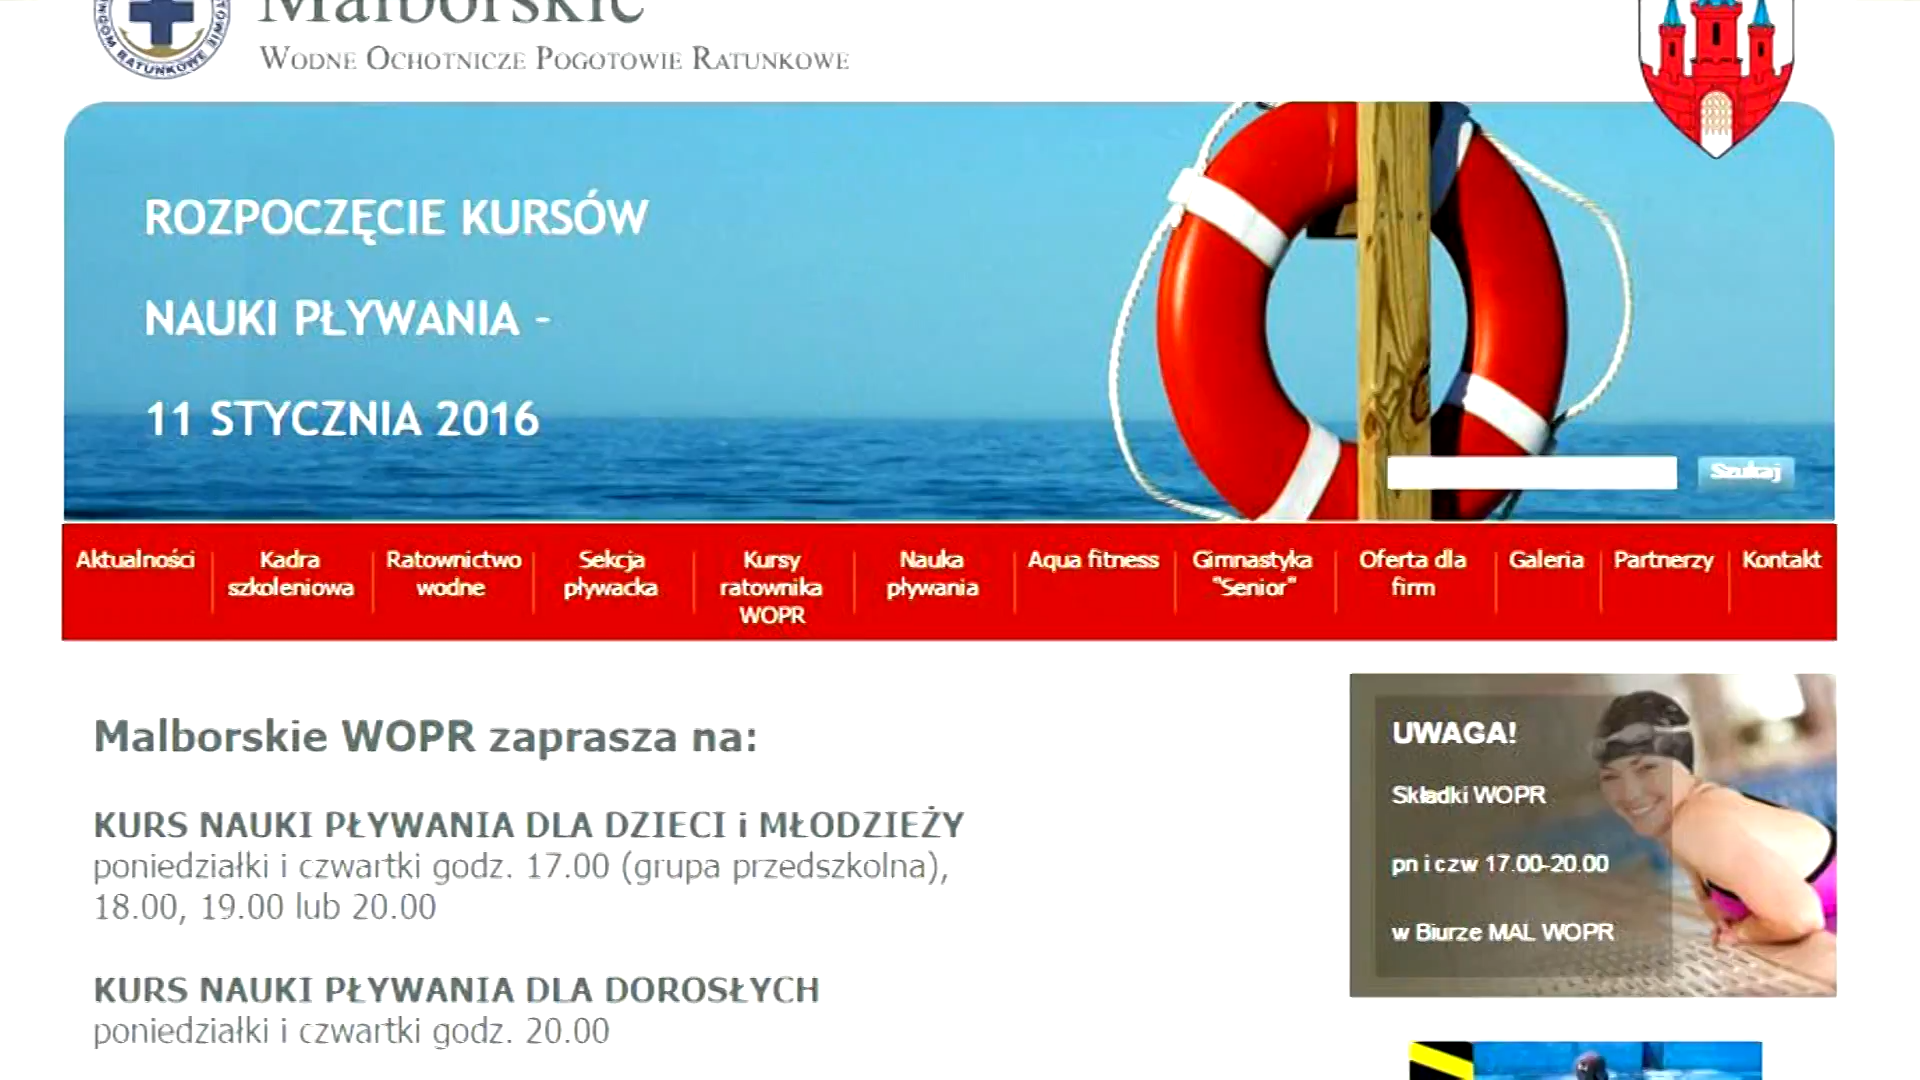 Malborskie
RATUNKOWE
WODNE OCHOTNICZE POGOTOWIE RATUNKOWE
ROZPOCZĘCIE KURSÓW
NAUKI PŁYWANIA -
11 STYCZNIA 2016
Szukaj
Aktualności
Kadra
szkoleniowa
Ratownictwo
wodne
Sekcja
pływacka
Kursy
ratownika
WOPR
Nauka
pływania
Aqua fitness
Gimnastyka
"Senior"
Oferta dla
firm
Galeria
Partnerzy
Kontakt
Malborskie WOPR zaprasza na:
KURS NAUKI PŁYWANIA DLA DZIECI i MŁODZIEŻY
poniedziałki i czwartki godz. 17.00 (grupa przedszkolna),
18.00, 19.00 lub 20.00
KURS NAUKI PŁYWANIA DLA DOROSŁYCH
poniedziałki i czwartki godz. 20.00
UWAGA!
Składki WOPR
pn i czw 17.00-20.00
w Biurze MAL WOPR